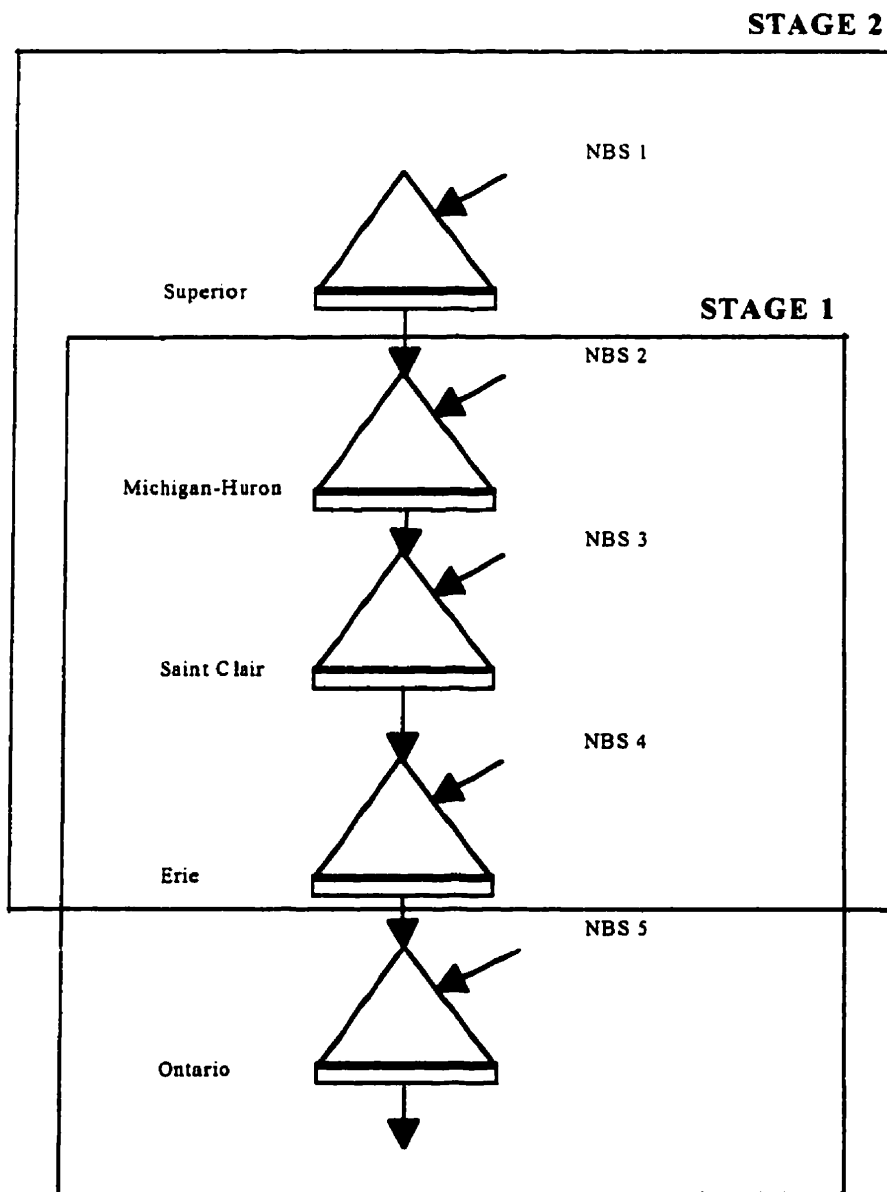 STAGE 2
NBS 1
Superior
STAGE 1
NBS 2
Michigan-Huron
NBS 3
Saint Clair
NBS 4
Erie
NBS 5
Ontario